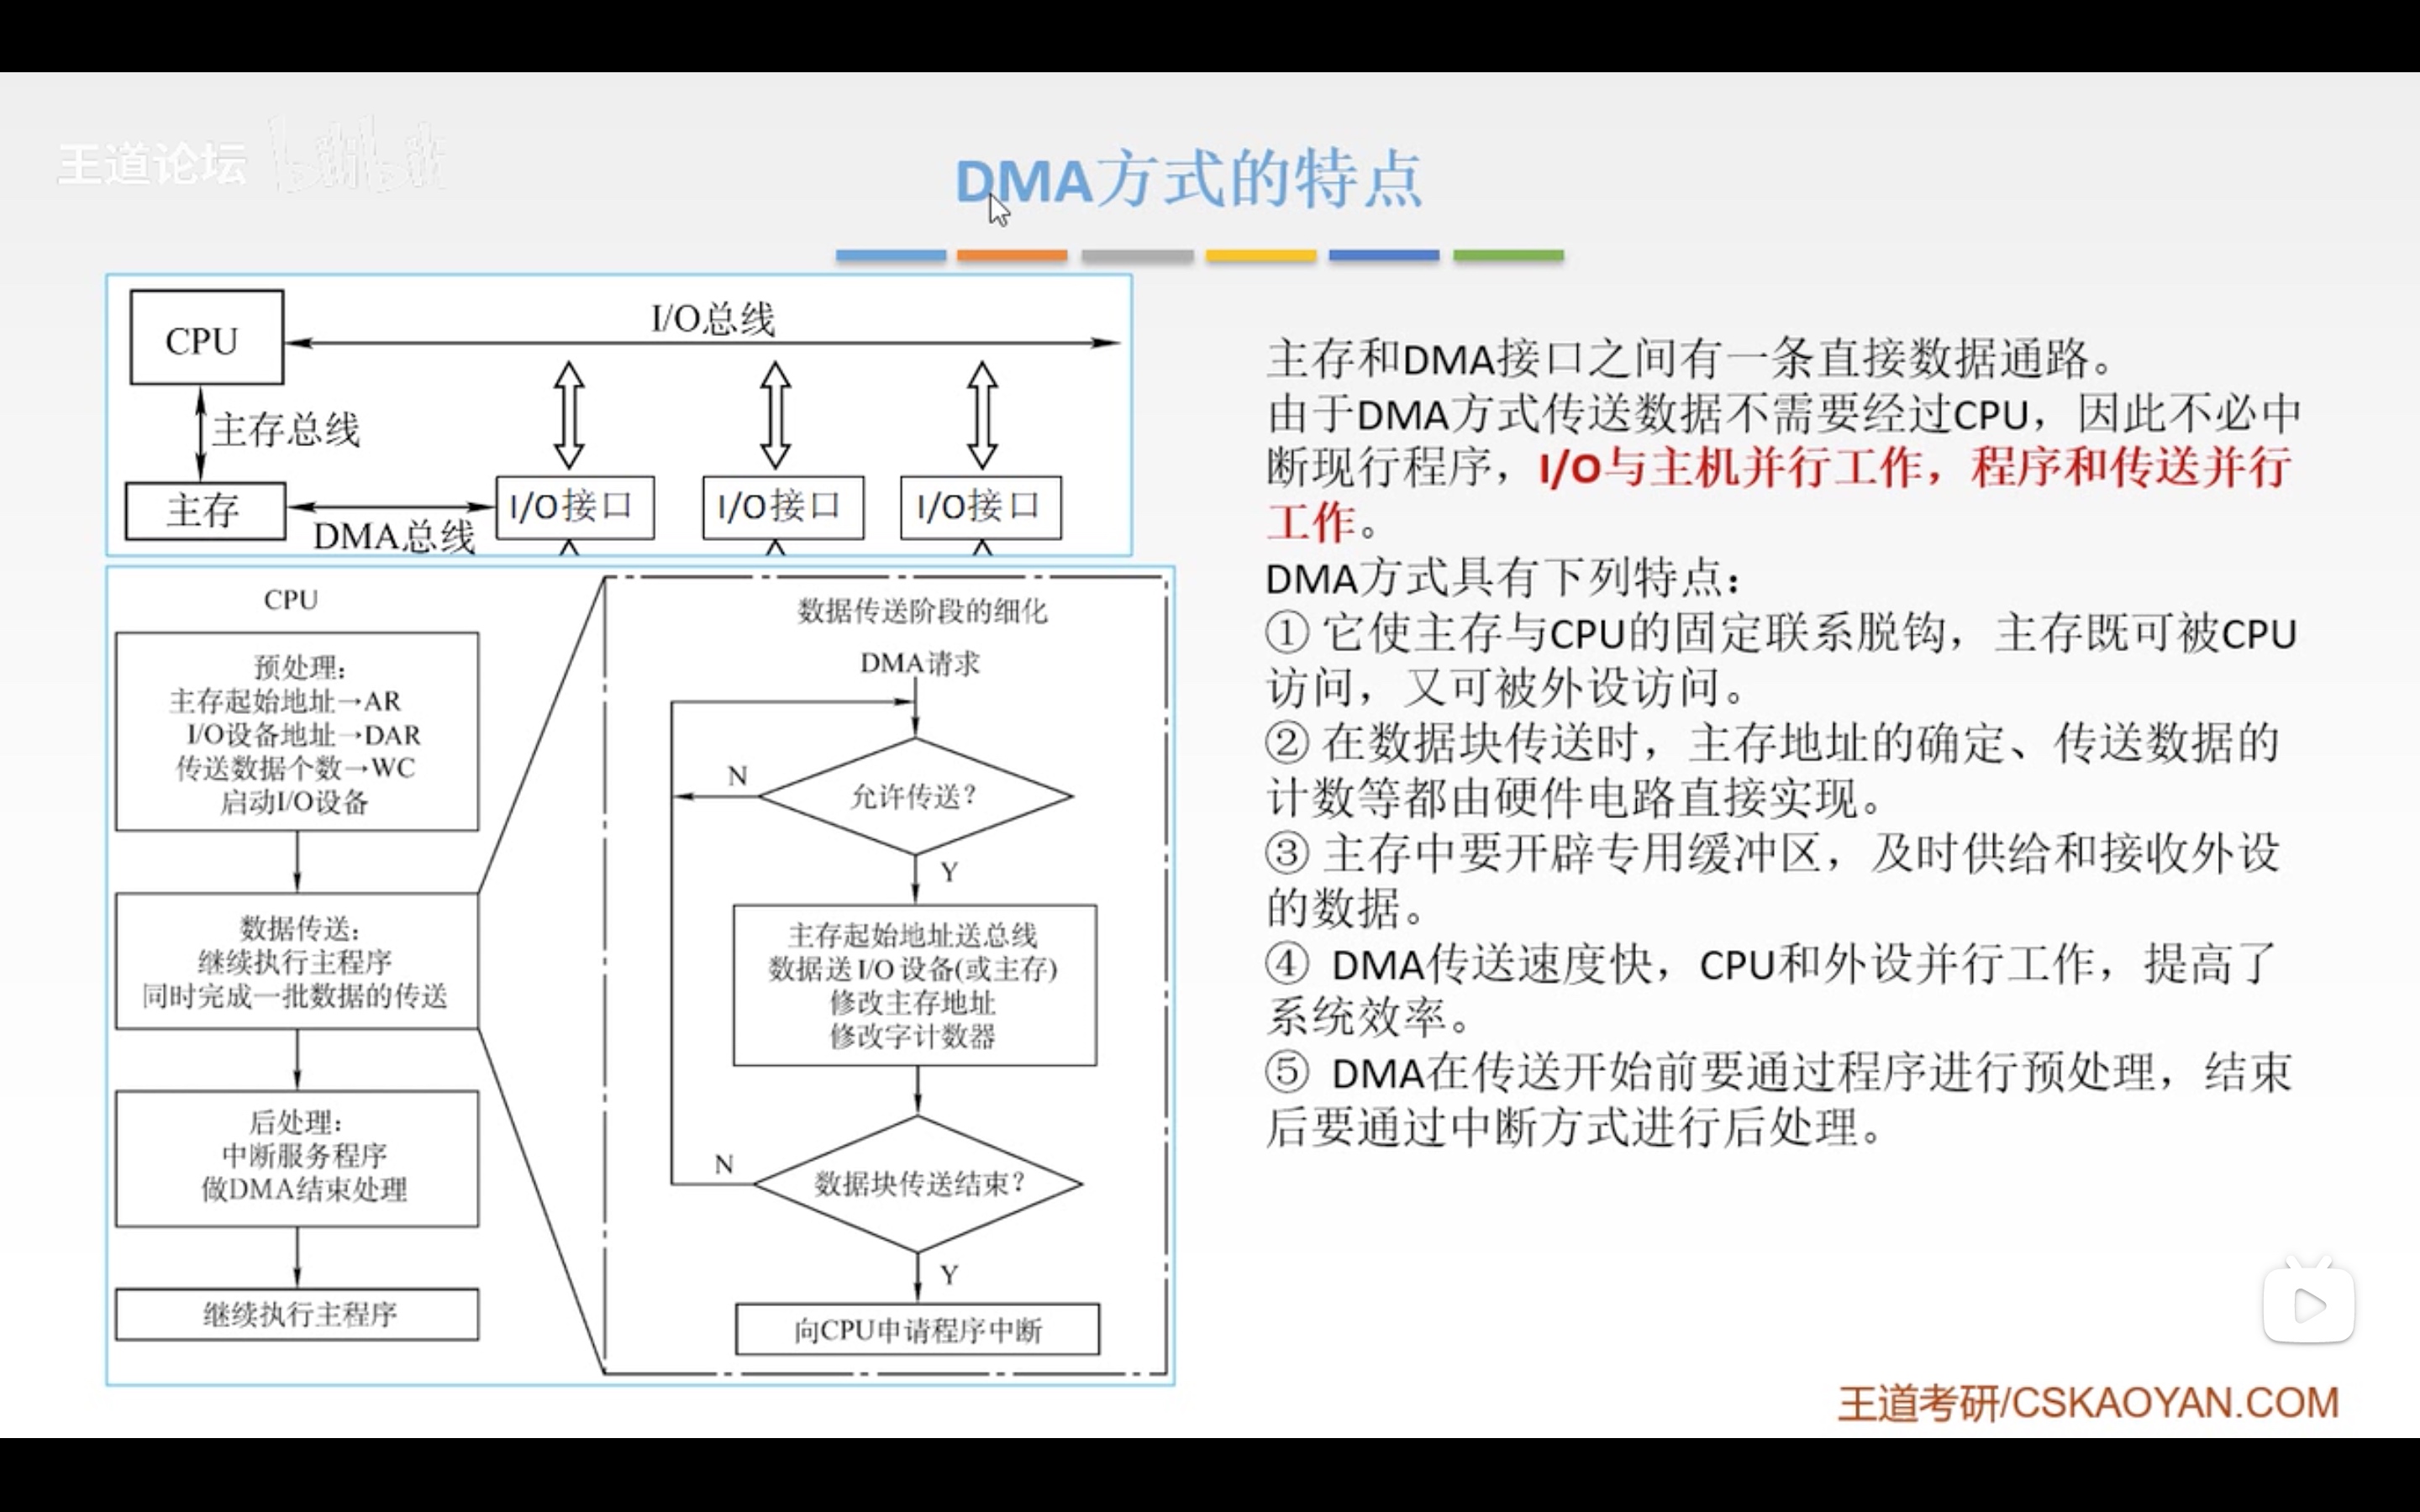 王道论坛 bilibili
DMA方式的特点
CPU
I/O总线
主存总线
主存
DMA总线
I/O接口
I/O接口
I/O接口
CPU
预处理：
主存起始地址→AR
I/O设备地址→DAR
传送数据个数→WC
启动I/O设备
数据传送：
继续执行主程序
同时完成一批数据的传送
后处理：
中断服务程序
做DMA结束处理
继续执行主程序
数据传送阶段的细化
DMA请求
允许传送？
N
Y
主存起始地址送总线
数据送I/O设备(或主存)
修改主存地址
修改字计数器
数据块传送结束？
N
Y
向CPU申请程序中断
主存和DMA接口之间有一条直接数据通路。
由于DMA方式传送数据不需要经过CPU，因此不必中
断现行程序，I/O与主机并行工作，程序和传送并行
工作。
DMA方式具有下列特点：
① 它使主存与CPU的固定联系脱钩，主存既可被CPU
访问，又可被外设访问。
② 在数据块传送时，主存地址的确定、传送数据的
计数等都由硬件电路直接实现。
③ 主存中要开辟专用缓冲区，及时供给和接收外设
的数据。
④ DMA传送速度快，CPU和外设并行工作，提高了
系统效率。
⑤ DMA在传送开始前要通过程序进行预处理，结束
后要通过中断方式进行后处理。
王道考研/CSKAOYAN.COM